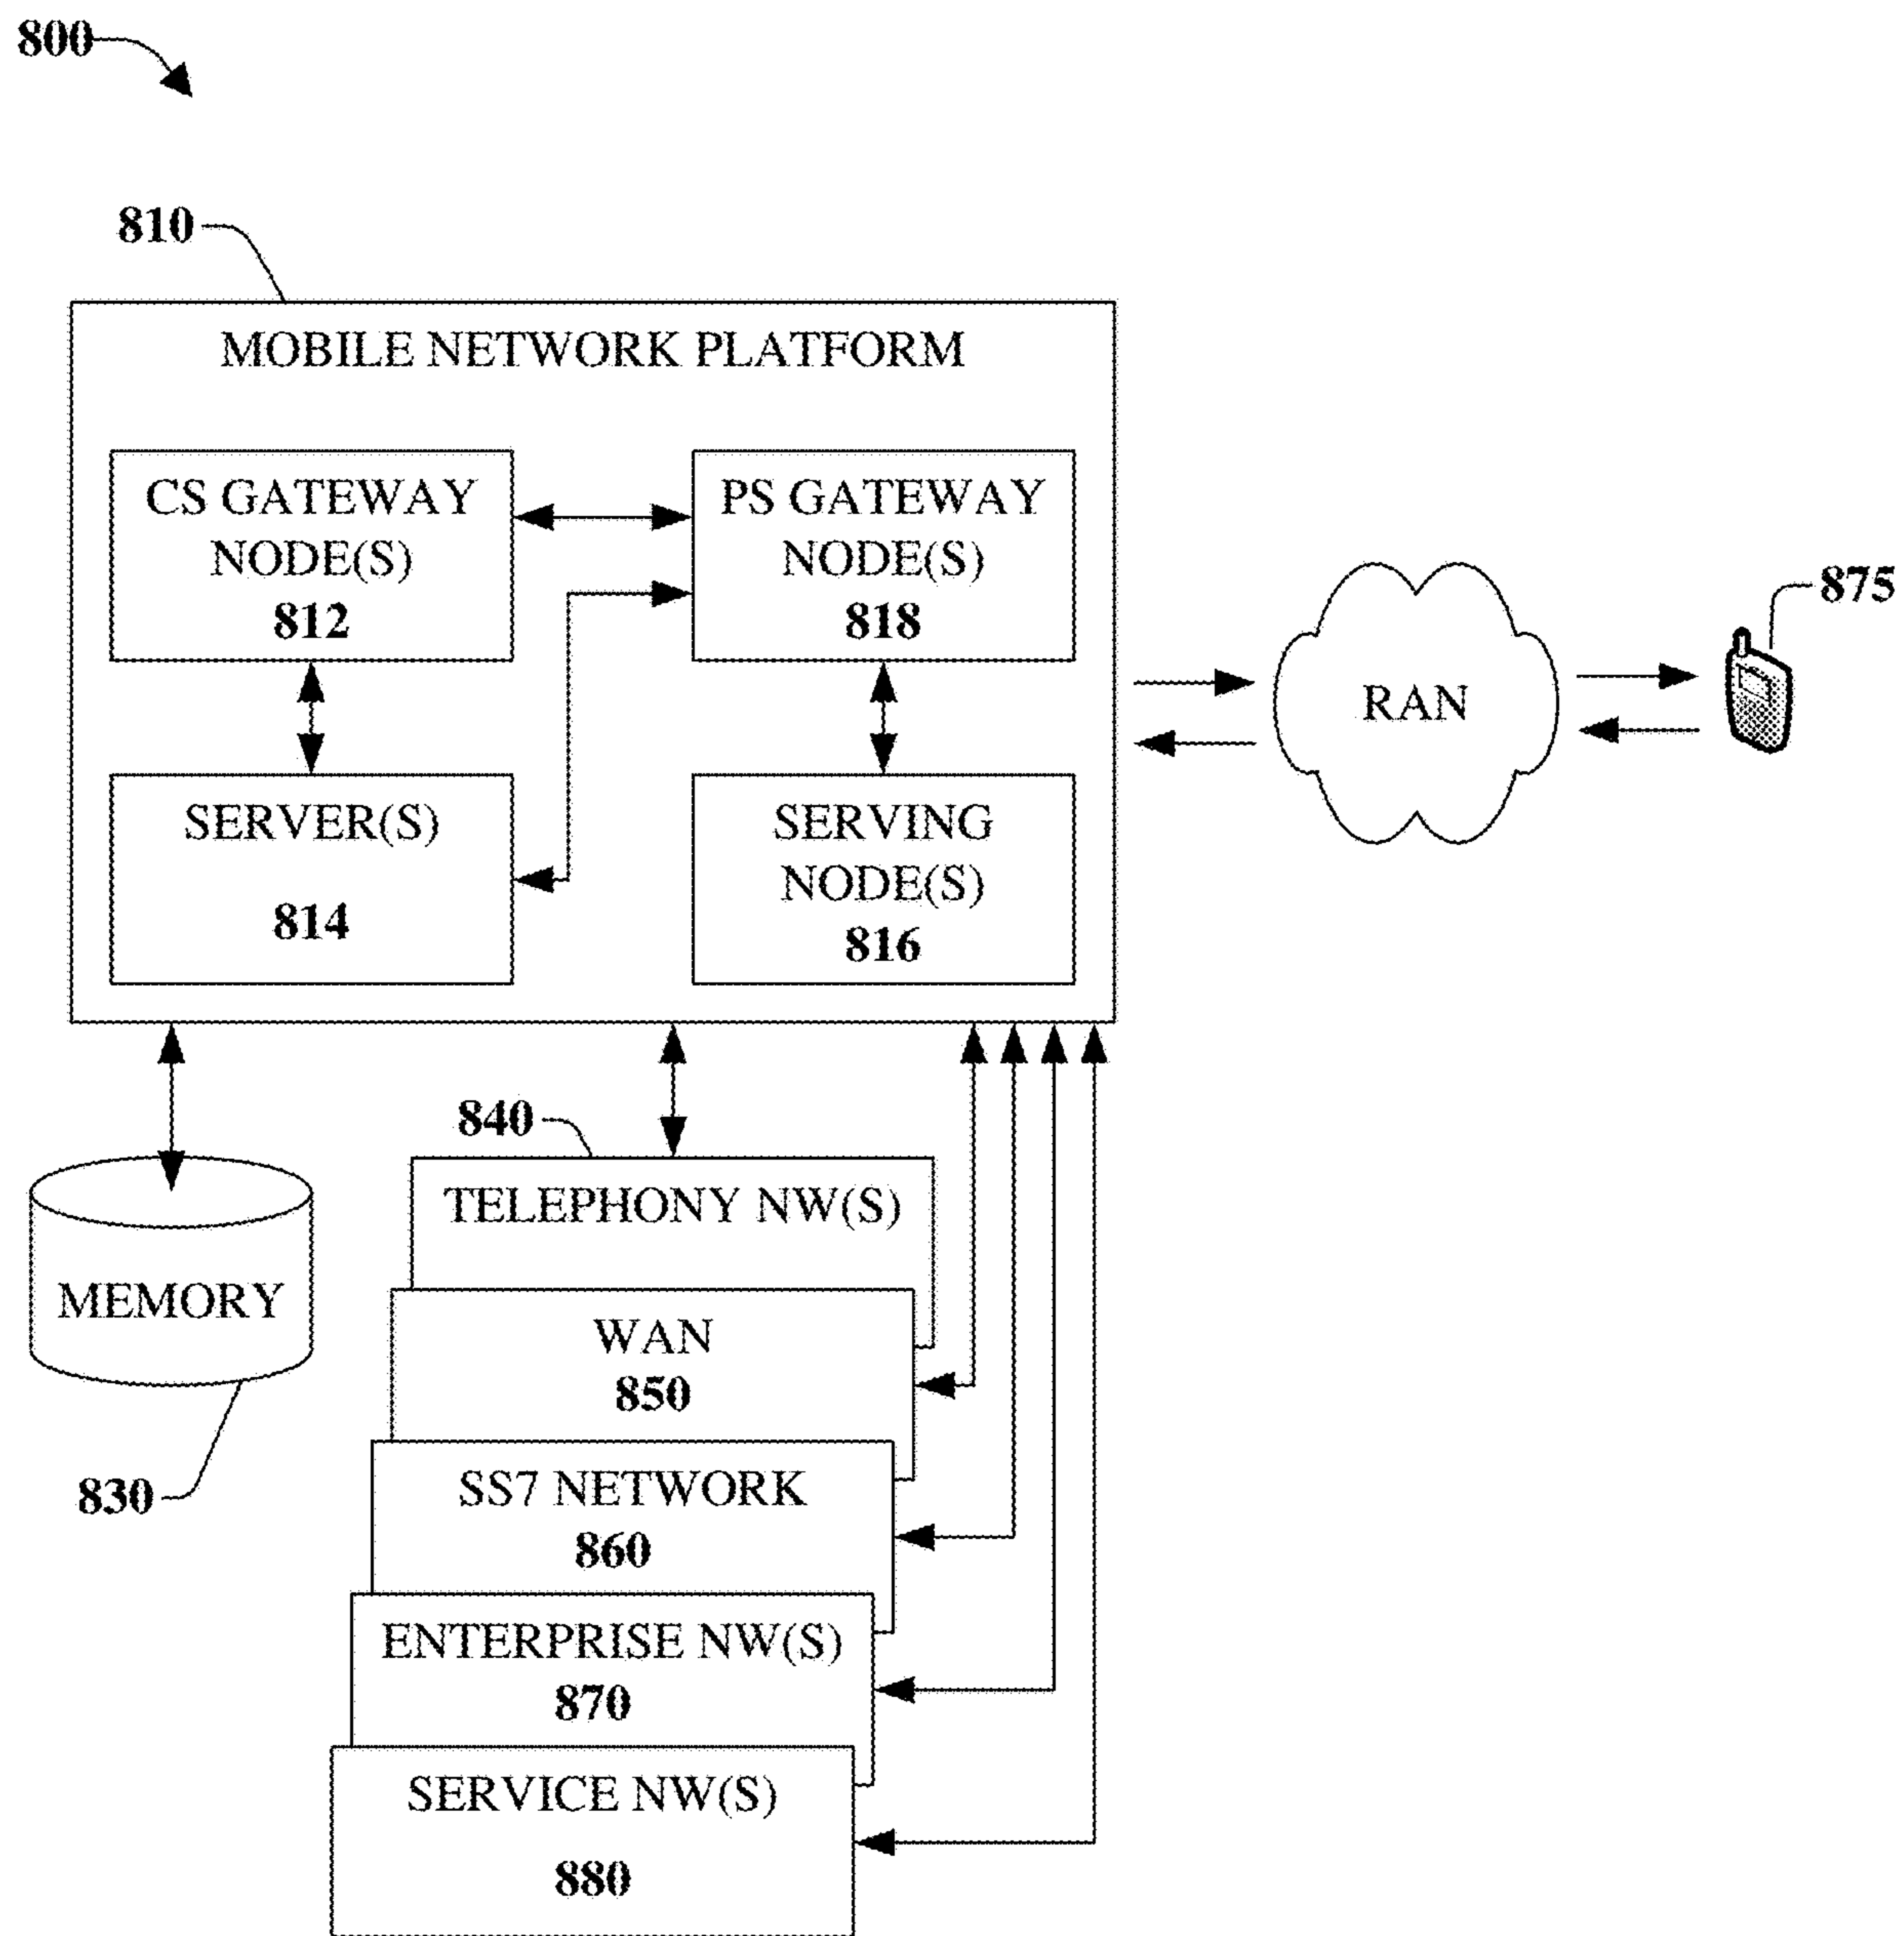 800
810
MOBILE NETWORK PLATFORM
CS GATEWAY
NODE(S)
812
PS GATEWAY
NODE(S)
818
SERVER(S)
814
SERVING
NODE(S)
816
RAN
875
840
TELEPHONY NW(S)
MEMORY
830
WAN
850
SS7 NETWORK
860
ENTERPRISE NW(S)
870
SERVICE NW(S)
880